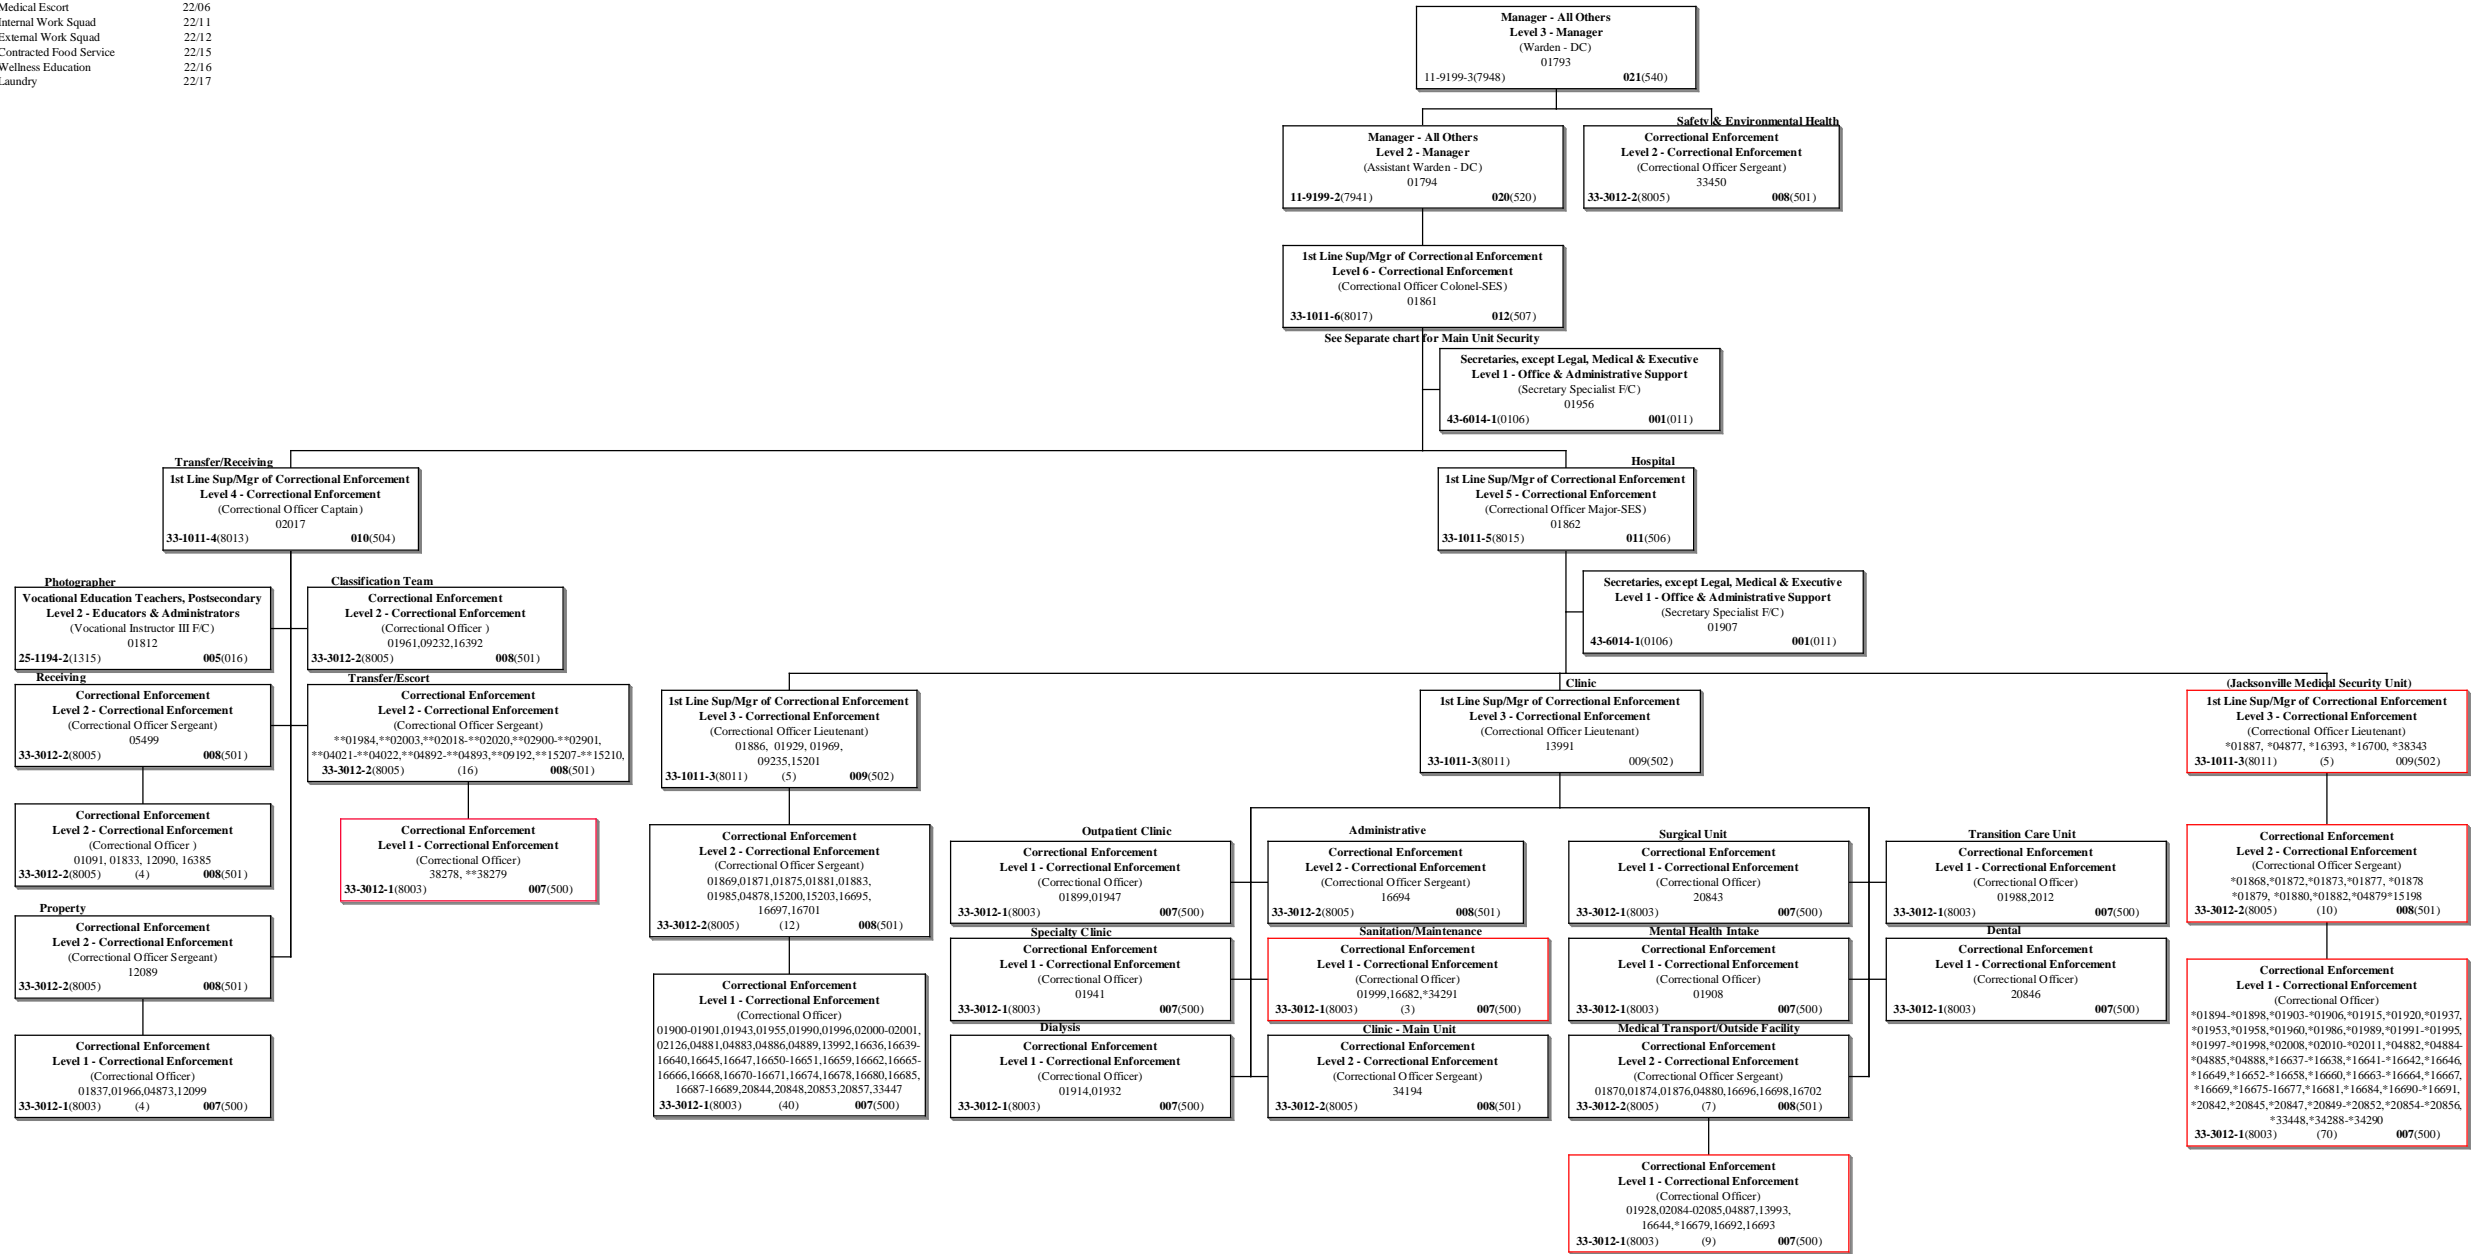 Medical Escort 22/06
Internal Work Squad 22/11
External Work Squad 22/12
Contracted Food Service 22/15
Wellness Education 22/16
Laundry 22/17
Manager - All Others
Level 3 - Manager
(Warden - DC)
01793
11-9199-3(7948) 021(540)
Manager - All Others
Level 2 - Manager
(Assistant Warden - DC)
01794
11-9199-2(7941) 020(520)
Safety & Environmental Health
Correctional Enforcement
Level 2 - Correctional Enforcement
(Correctional Officer Sergeant)
33450
33-3012-2(8005) 008(501)
1st Line Sup/Mgr of Correctional Enforcement
Level 6 - Correctional Enforcement
(Correctional Officer Colonel-SES)
01861
33-1011-6(8017) 012(507)
See Separate chart for Main Unit Security
Secretaries, except Legal, Medical & Executive
Level 1 - Office & Administrative Support
(Secretary Specialist F/C)
01956
43-6014-1(0106) 001(011)
Transfer/Receiving
1st Line Sup/Mgr of Correctional Enforcement
Level 4 - Correctional Enforcement
(Correctional Officer Captain)
02017
33-1011-4(8013) 010(504)
Hospital
1st Line Sup/Mgr of Correctional Enforcement
Level 5 - Correctional Enforcement
(Correctional Officer Major-SES)
01862
33-1011-5(8015) 011(506)
Photographer
Vocational Education Teachers, Postsecondary
Level 2 - Educators & Administrators
(Vocational Instructor III F/C)
01812
25-1194-2(1315) 005(016)
Classification Team
Correctional Enforcement
Level 2 - Correctional Enforcement
(Correctional Officer )
01961,09232,16392
33-3012-2(8005) 008(501)
Secretaries, except Legal, Medical & Executive
Level 1 - Office & Administrative Support
(Secretary Specialist F/C)
01907
43-6014-1(0106) 001(011)
Receiving
Correctional Enforcement
Level 2 - Correctional Enforcement
(Correctional Officer Sergeant)
05499
33-3012-2(8005) 008(501)
Transfer/Escort
Correctional Enforcement
Level 2 - Correctional Enforcement
(Correctional Officer Sergeant)
**01984,**02003,**02018-**02020,**02900-**02901,
**04021-**04022,**04892-**04893,**09192,**15207-**15210,
33-3012-2(8005) (16) 008(501)
Correctional Enforcement
Level 2 - Correctional Enforcement
(Correctional Officer )
01091, 01833, 12090, 16385
33-3012-2(8005) (4) 008(501)
Correctional Enforcement
Level 1 - Correctional Enforcement
(Correctional Officer)
38278, **38279
33-3012-1(8003) 007(500)
Property
Correctional Enforcement
Level 2 - Correctional Enforcement
(Correctional Officer Sergeant)
12089
33-3012-2(8005) 008(501)
Correctional Enforcement
Level 1 - Correctional Enforcement
(Correctional Officer)
01837,01966,04873,12099
33-3012-1(8003) (4) 007(500)
1st Line Sup/Mgr of Correctional Enforcement
Level 3 - Correctional Enforcement
(Correctional Officer Lieutenant)
01886, 01929, 01969,
09235,15201
33-1011-3(8011) (5) 009(502)
Correctional Enforcement
Level 2 - Correctional Enforcement
(Correctional Officer Sergeant)
01869,01871,01875,01881,01883,
01985,04878,15200,15203,16695,
16697,16701
33-3012-2(8005) (12) 008(501)
Correctional Enforcement
Level 1 - Correctional Enforcement
(Correctional Officer)
01900-01901,01943,01955,01990,01996,02000-02001,
02126,04881,04883,04886,04889,13992,16636,16639-
16640,16645,16647,16650-16651,16659,16662,16665-
16666,16668,16670-16671,16674,16678,16680,16685,
16687-16689,20844,20848,20853,20857,33447
33-3012-1(8003) (40) 007(500)
Clinic
1st Line Sup/Mgr of Correctional Enforcement
Level 3 - Correctional Enforcement
(Correctional Officer Lieutenant)
13991
33-1011-3(8011) 009(502)
Outpatient Clinic
Correctional Enforcement
Level 1 - Correctional Enforcement
(Correctional Officer)
01899,01947
33-3012-1(8003) 007(500)
Administrative
Correctional Enforcement
Level 2 - Correctional Enforcement
(Correctional Officer Sergeant)
16694
33-3012-2(8005) 008(501)
Surgical Unit
Correctional Enforcement
Level 1 - Correctional Enforcement
(Correctional Officer)
20843
33-3012-1(8003) 007(500)
Transition Care Unit
Correctional Enforcement
Level 1 - Correctional Enforcement
(Correctional Officer)
01988,2012
33-3012-1(8003) 007(500)
Specialty Clinic
Correctional Enforcement
Level 1 - Correctional Enforcement
(Correctional Officer)
01941
33-3012-1(8003) 007(500)
Sanitation/Maintenance
Correctional Enforcement
Level 1 - Correctional Enforcement
(Correctional Officer)
01999,16682,*34291
33-3012-1(8003) (3) 007(500)
Mental Health Intake
Correctional Enforcement
Level 1 - Correctional Enforcement
(Correctional Officer)
01908
33-3012-1(8003) 007(500)
Dental
Correctional Enforcement
Level 1 - Correctional Enforcement
(Correctional Officer)
20846
33-3012-1(8003) 007(500)
Dialysis
Correctional Enforcement
Level 1 - Correctional Enforcement
(Correctional Officer)
01914,01932
33-3012-1(8003) 007(500)
Clinic - Main Unit
Correctional Enforcement
Level 2 - Correctional Enforcement
(Correctional Officer Sergeant)
34194
33-3012-2(8005) 008(501)
Medical Transport/Outside Facility
Correctional Enforcement
Level 2 - Correctional Enforcement
(Correctional Officer Sergeant)
01870,01874,01876,04880,16696,16698,16702
33-3012-2(8005) (7) 008(501)
Correctional Enforcement
Level 1 - Correctional Enforcement
(Correctional Officer)
01928,02084-02085,04887,13993,
16644,*16679,16692,16693
33-3012-1(8003) (9) 007(500)
(Jacksonville Medical Security Unit)
1st Line Sup/Mgr of Correctional Enforcement
Level 3 - Correctional Enforcement
(Correctional Officer Lieutenant)
*01887, *04877, *16393, *16700, *38343
33-1011-3(8011) (5) 009(502)
Correctional Enforcement
Level 2 - Correctional Enforcement
(Correctional Officer Sergeant)
*01868,*01872,*01873,*01877, *01878
*01879, *01880,*01882,*04879*15198
33-3012-2(8005) (10) 008(501)
Correctional Enforcement
Level 1 - Correctional Enforcement
(Correctional Officer)
*01894-*01898,*01903-*01906,*01915,*01920,*01937,
*01953,*01958,*01960,*01986,*01989,*01991-*01995,
*01997-*01998,*02008,*02010-*02011,*04882,*04884-
*04885,*04888,*16637-*16638,*16641-*16642,*16646,
*16649,*16652-*16658,*16660,*16663-*16664,*16667,
*16669,*16675-16677,*16681,*16684,*16690-*16691,
*20842,*20845,*20847,*20849-*20852,*20854-*20856,
*33448,*34288-*34290
33-3012-1(8003) (70) 007(500)